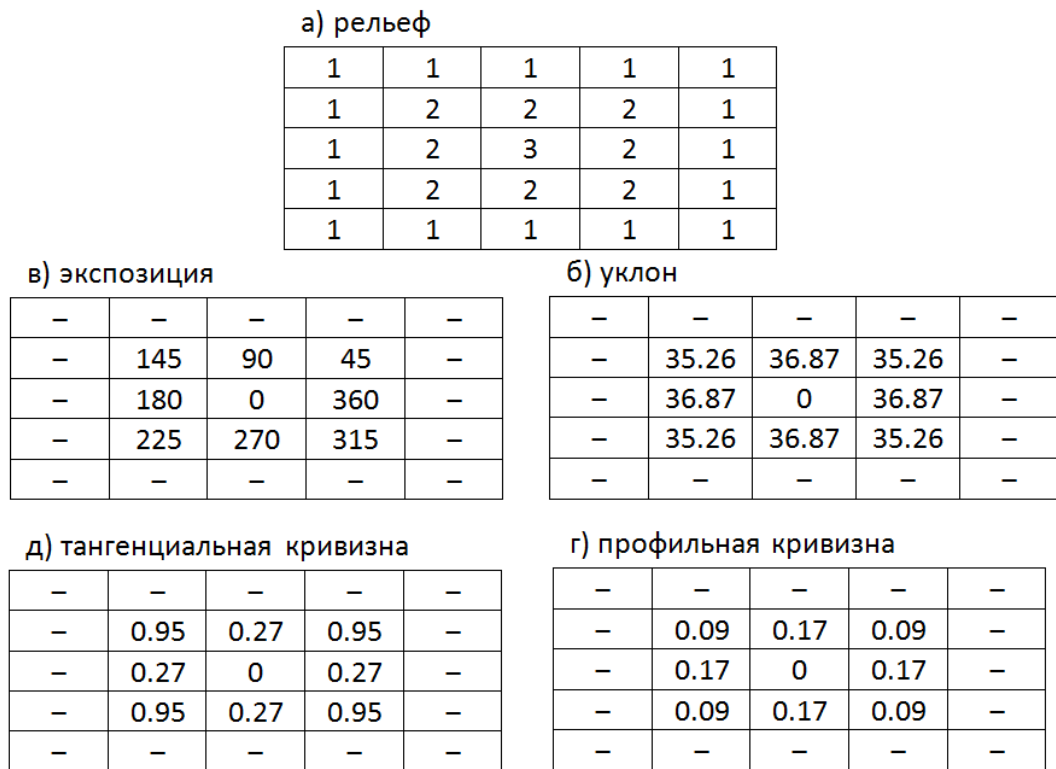 а) рельеф
1 1 1 1 1
1 2 2 2 1
1 2 3 2 1
1 2 2 2 1
1 1 1 1 1
в) экспозиция
– – – – –
– 145 90 45 –
– 180 0 360 –
– 225 270 315 –
– – – – –
б) уклон
– – – – –
– 35.26 36.87 35.26 –
– 36.87 0 36.87 –
– 35.26 36.87 35.26 –
– – – – –
д) тангенциальная кривизна
– – – – –
– 0.95 0.27 0.95 –
– 0.27 0 0.27 –
– 0.95 0.27 0.95 –
– – – – –
г) профильная кривизна
– – – – –
– 0.09 0.17 0.09 –
– 0.17 0 0.17 –
– 0.09 0.17 0.09 –
– – – – –